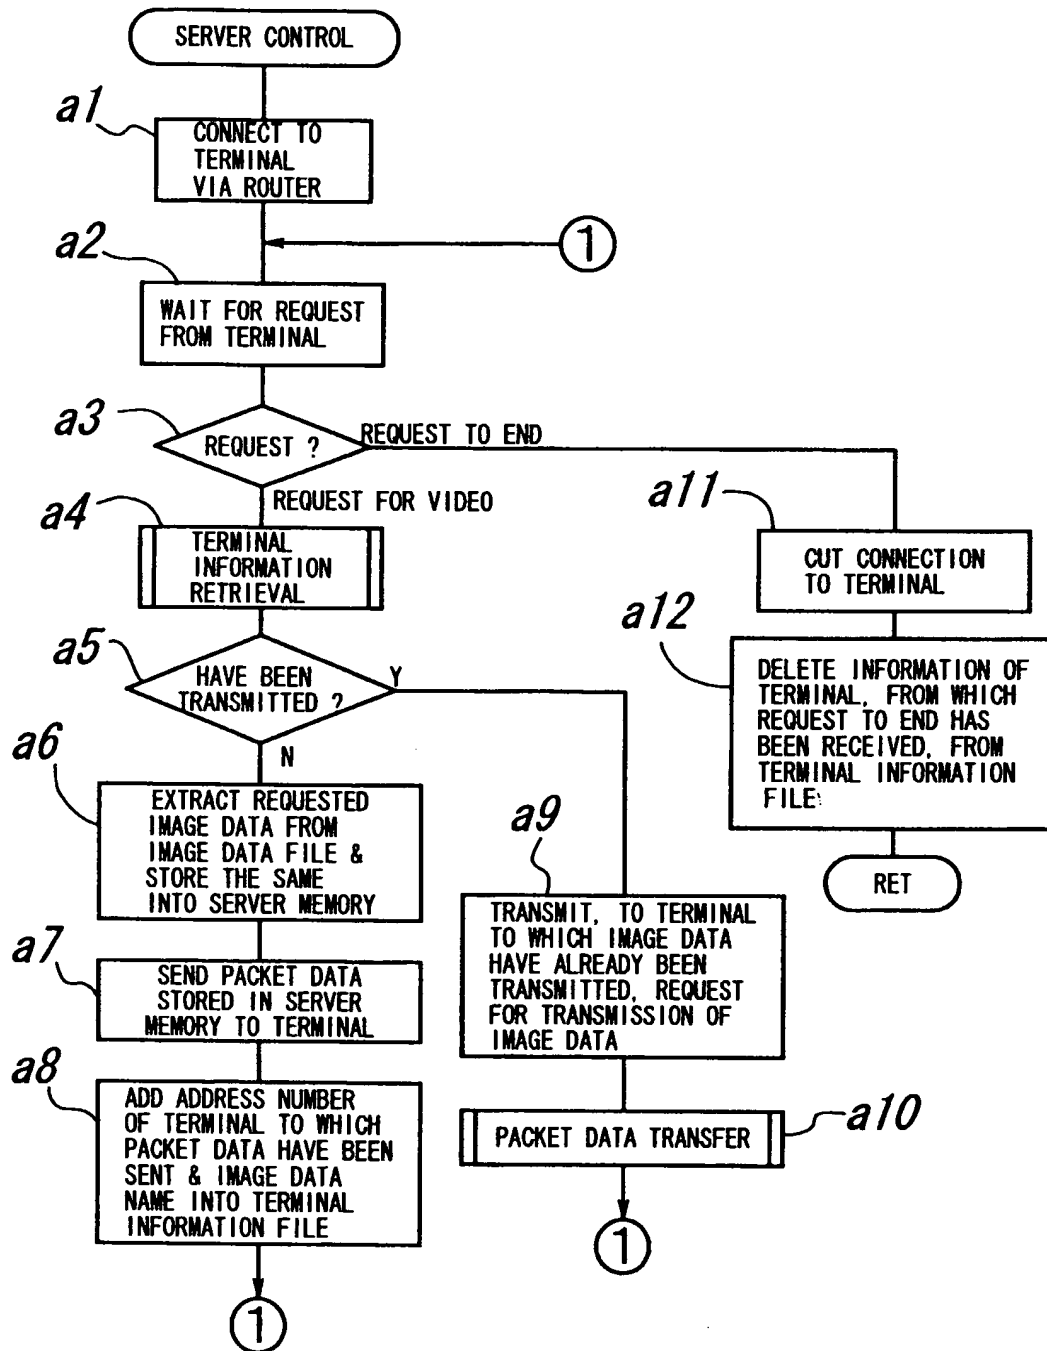 SERVER CONTROL
a1
CONNECT TO
TERMINAL
VIA ROUTER
1
a2
WAIT FOR REQUEST
FROM TERMINAL
a3
REQUEST ?
REQUEST TO END
REQUEST FOR VIDEO
a4
TERMINAL
INFORMATION
RETRIEVAL
a5
HAVE BEEN
TRANSMITTED ?
Y
N
a6
EXTRACT REQUESTED
IMAGE DATA FROM
IMAGE DATA FILE &
STORE THE SAME
INTO SERVER MEMORY
a7
SEND PACKET DATA
STORED IN SERVER
MEMORY TO TERMINAL
a8
ADD ADDRESS NUMBER
OF TERMINAL TO WHICH
PACKET DATA HAVE BEEN
SENT & IMAGE DATA
NAME INTO TERMINAL
INFORMATION FILE
1
a9
TRANSMIT, TO TERMINAL
TO WHICH IMAGE DATA
HAVE ALREADY BEEN
TRANSMITTED, REQUEST
FOR TRANSMISSION OF
IMAGE DATA
a10
PACKET DATA TRANSFER
1
a11
CUT CONNECTION
TO TERMINAL
a12
DELETE INFORMATION OF
TERMINAL, FROM WHICH
REQUEST TO END HAS
BEEN RECEIVED, FROM
TERMINAL INFORMATION
FILE
RET